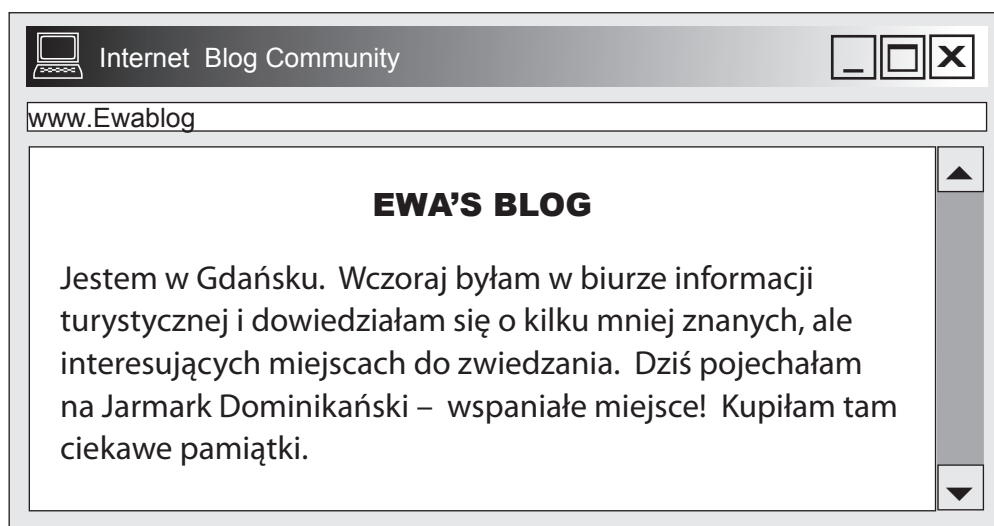 Internet Blog Community
www.Ewablog
EWA'S BLOG
Jestem w Gdańsku. Wczoraj byłam w biurze informacji
turystycznej i dowiedziałam się o kilku mniej znanych, ale
interesujących miejscach do zwiedzania. Dziś pojechałam
na Jarmark Dominikański – wspaniałe miejsce! Kupiłam tam
ciekawe pamiątki.